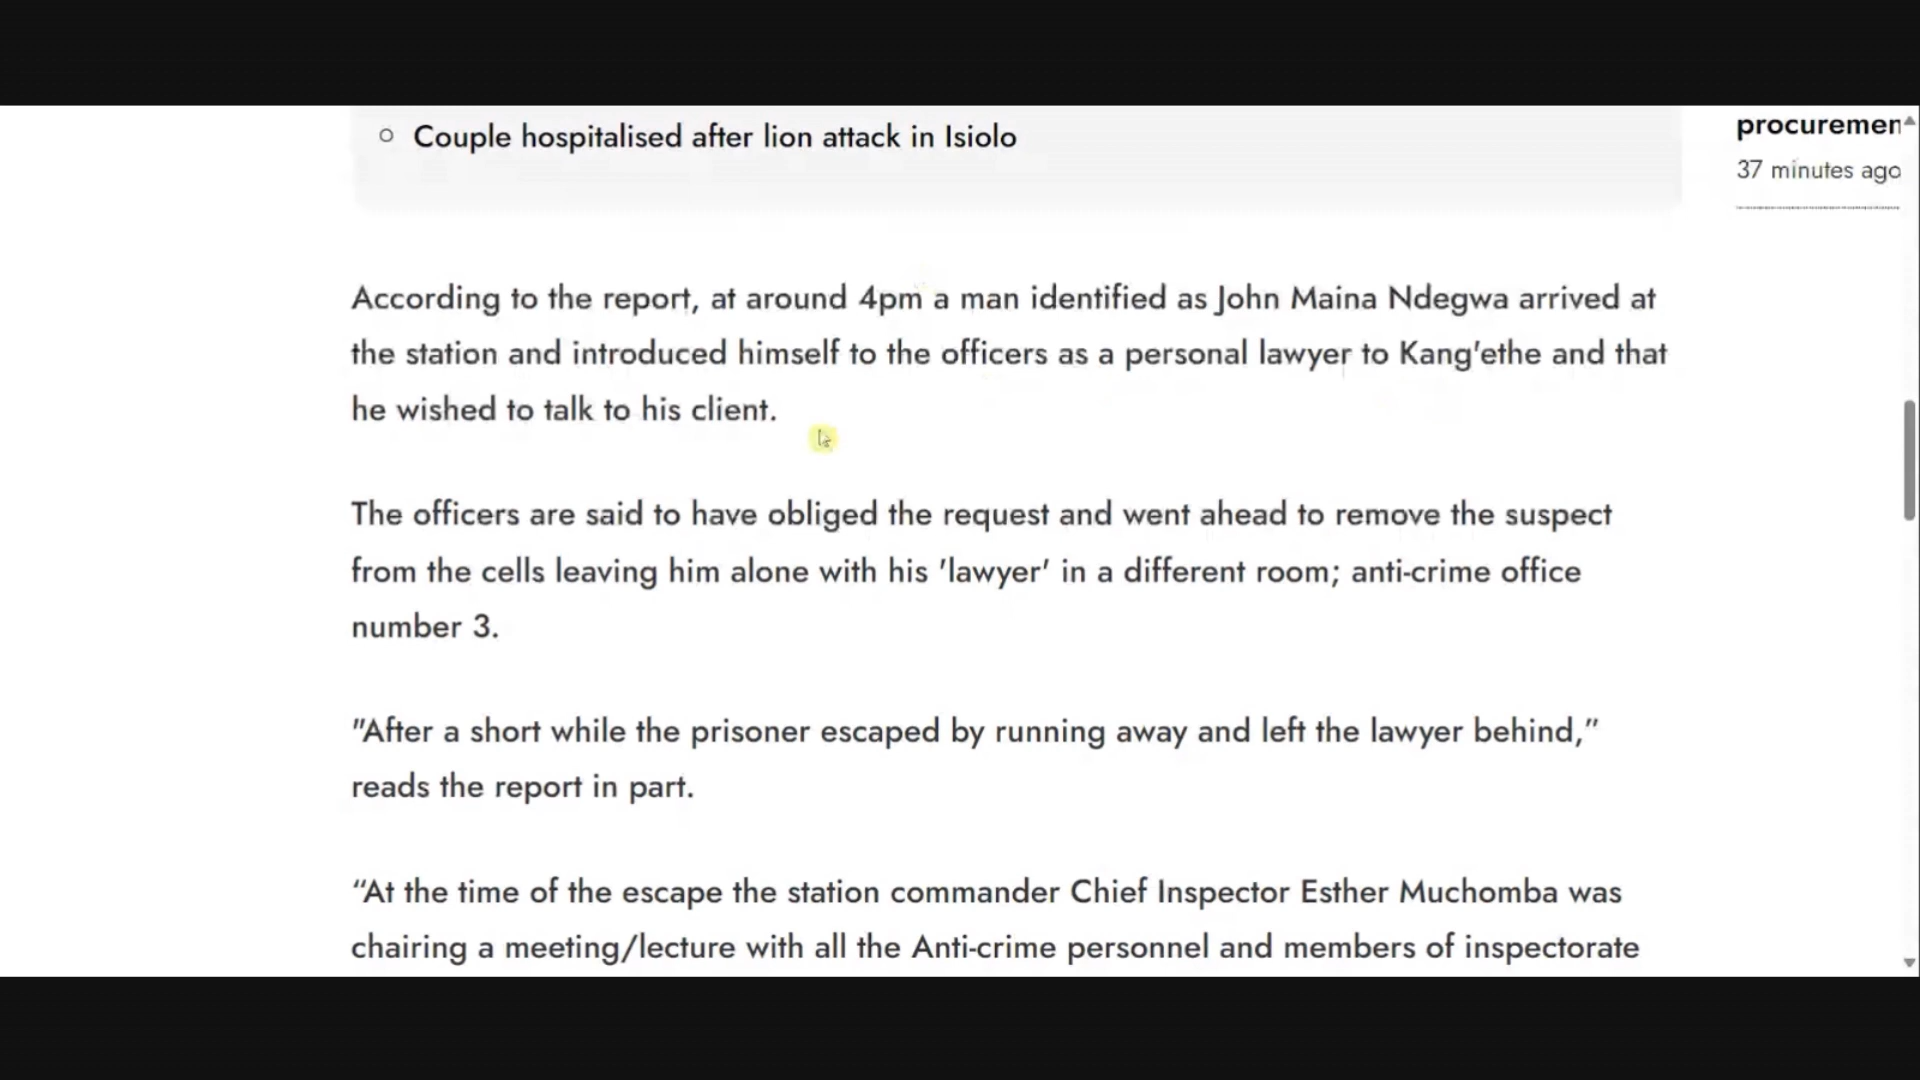 Couple hospitalised after lion attack in Isiolo
procuremen
37 minutes ago
According to the report, at around 4pm a man identified as John Maina Ndegwa arrived at
the station and introduced himself to the officers as a personal lawyer to Kang'ethe and that
he wished to talk to his client.
The officers are said to have obliged the request and went ahead to remove the suspect
from the cells leaving him alone with his 'lawyer' in a different room; anti-crime office
number 3.
"After a short while the prisoner escaped by running away and left the lawyer behind,”
reads the report in part.
“At the time of the escape the station commander Chief Inspector Esther Muchomba was
chairing a meeting/lecture with all the Anti-crime personnel and members of inspectorate